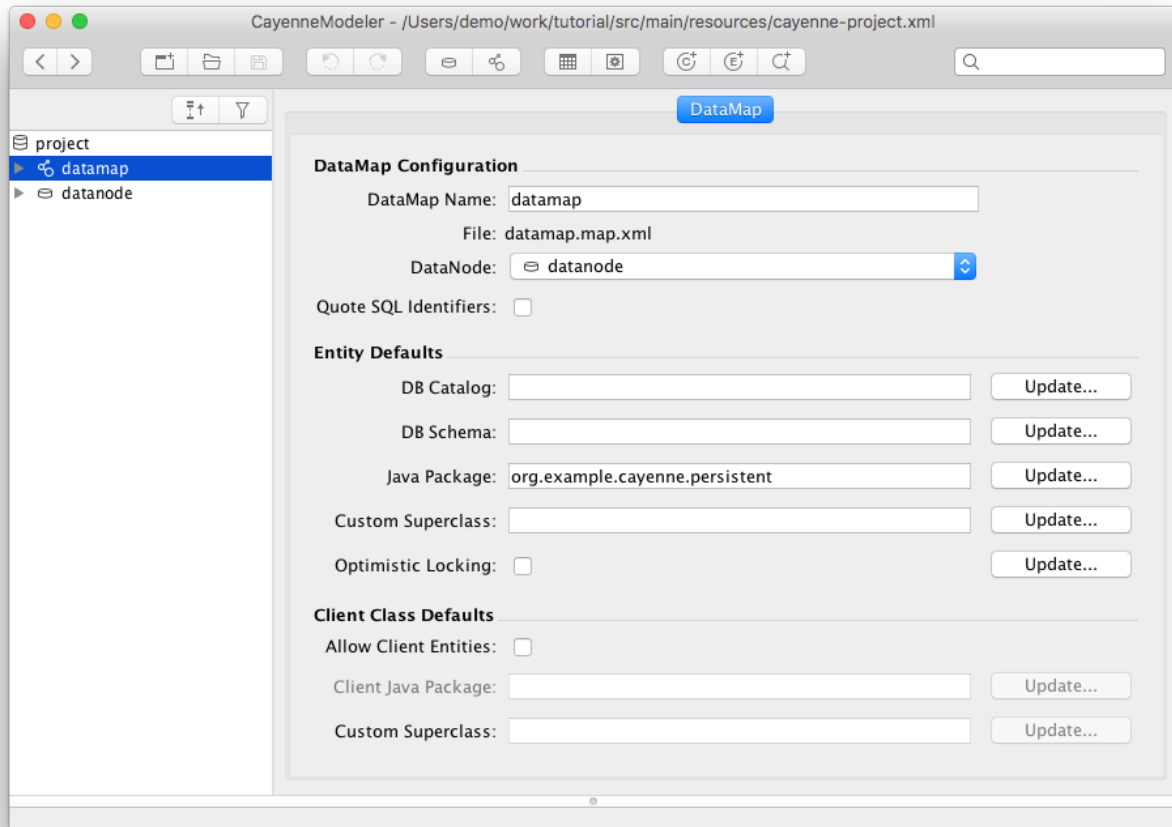 CayenneModeler - /Users/demo/work/tutorial/src/main/resources/cayenne-project.xml
project
datamap
datanode
DataMap
DataMap Configuration
DataMap Name: datamap
File: datamap.map.xml
DataNode: datanode
Quote SQL Identifiers:
Entity Defaults
DB Catalog: Update...
DB Schema: Update...
Java Package: org.example.cayenne.persistent Update...
Custom Superclass: Update...
Optimistic Locking: Update...
Client Class Defaults
Allow Client Entities:
Client Java Package: Update...
Custom Superclass: Update...